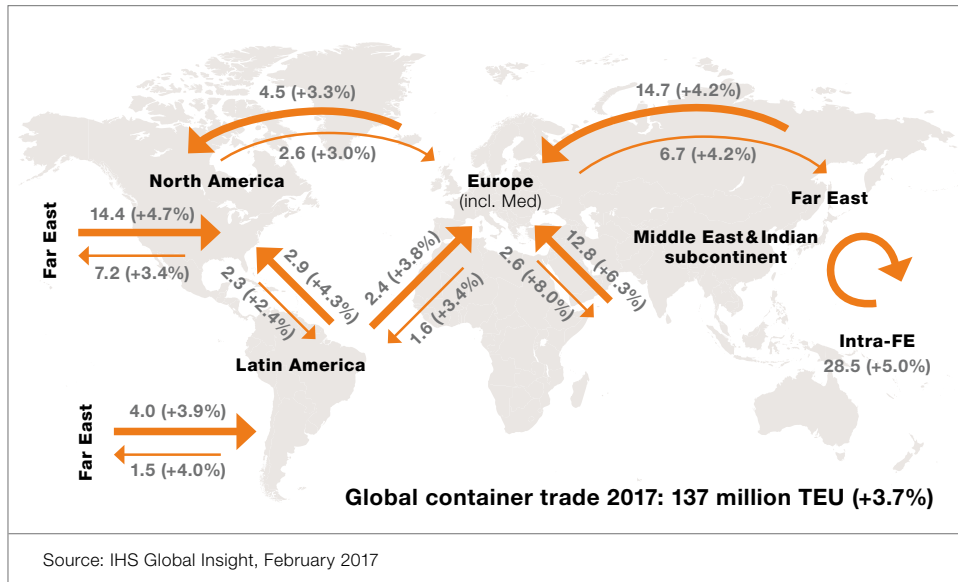 4.5 (+3.3%)
2.6 (+3.0%)
14.7 (+4.2%)
6.7 (+4.2%)
North America
Europe
(incl. Med)
Far East
Far East
14.4 (+4.7%)
7.2 (+3.4%)
Middle East & Indian
subcontinent
2.3 (+2.4%)
2.9 (+4.3%)
2.4 (+3.8%)
1.6 (+3.4%)
2.6 (+8.0%)
12.8 (+6.3%)
Latin America
Intra-FE
28.5 (+5.0%)
Far East
4.0 (+3.9%)
1.5 (+4.0%)
Global container trade 2017: 137 million TEU (+3.7%)
Source: IHS Global Insight, February 2017